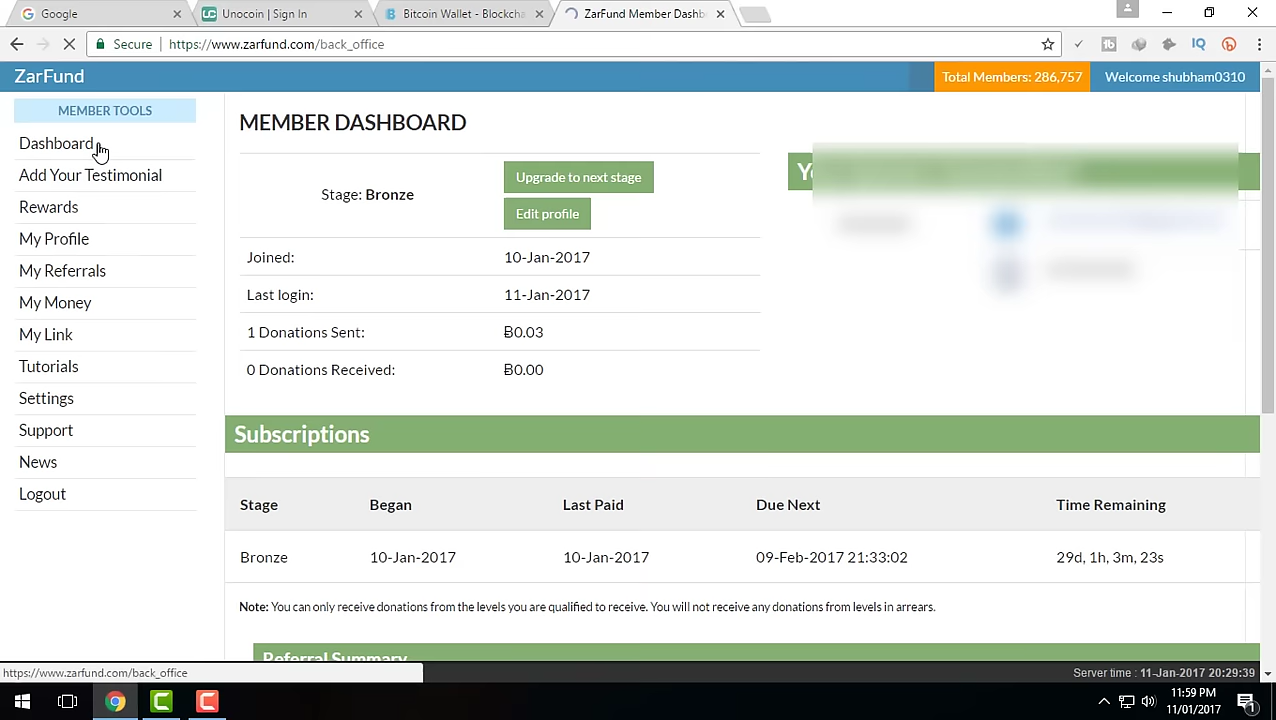 Google
Unocoin | Sign In
Bitcoin Wallet - Blockcha
ZarFund Member Dashb
Secure
https://www.zarfund.com/back_office
ZarFund
Total Members: 286,757
Welcome shubham0310
MEMBER TOOLS
Dashboard
Add Your Testimonial
Rewards
My Profile
My Referrals
My Money
My Link
Tutorials
Settings
Support
News
Logout
MEMBER DASHBOARD
Stage: Bronze
Upgrade to next stage
Edit profile
Joined: 10-Jan-2017
Last login: 11-Jan-2017
1 Donations Sent: Ƀ0.03
0 Donations Received: Ƀ0.00
Subscriptions
Stage Began Last Paid Due Next Time Remaining
Bronze 10-Jan-2017 10-Jan-2017 09-Feb-2017 21:33:02 29d, 1h, 3m, 23s
Note: You can only receive donations from the levels you are qualified to receive. You will not receive any donations from levels in arrears.
Referral Summary
https://www.zarfund.com/back_office
Server time : 11-Jan-2017 20:29:39
11:59 PM
11/01/2017